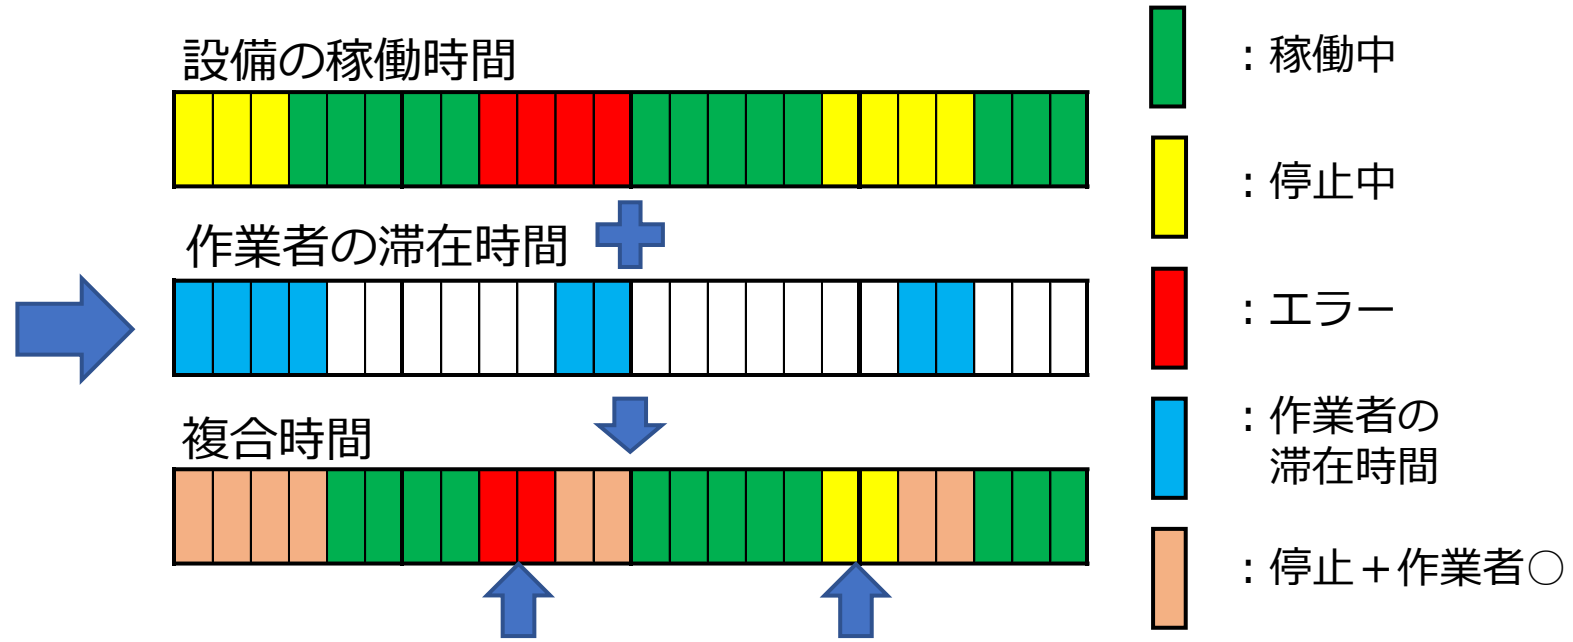 設備の稼働時間
作業者の滞在時間
複合時間
：稼働中
：停止中
：エラー
：作業者の
滞在時間
：停止＋作業者○